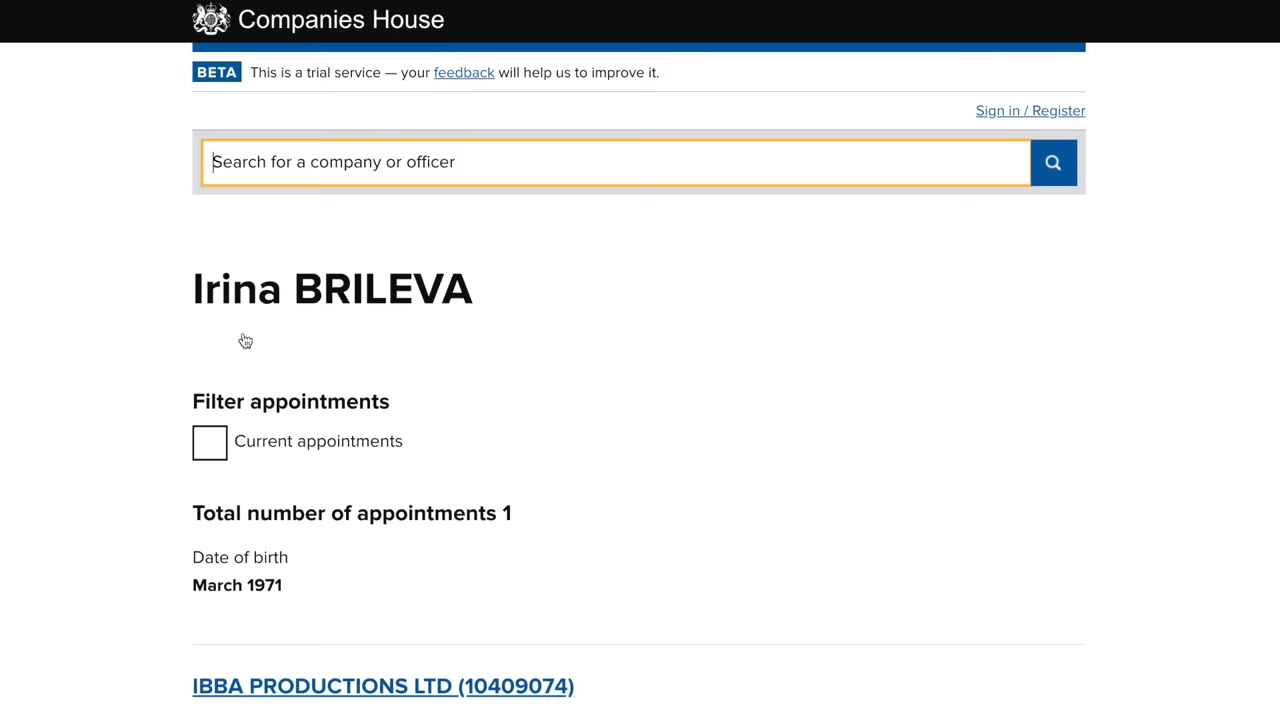 Companies House
BETA This is a trial service — your feedback will help us to improve it.
Sign in / Register
Search for a company or officer
Irina BRILEVA
Filter appointments
Current appointments
Total number of appointments 1
Date of birth
March 1971
IBBA PRODUCTIONS LTD (10409074)